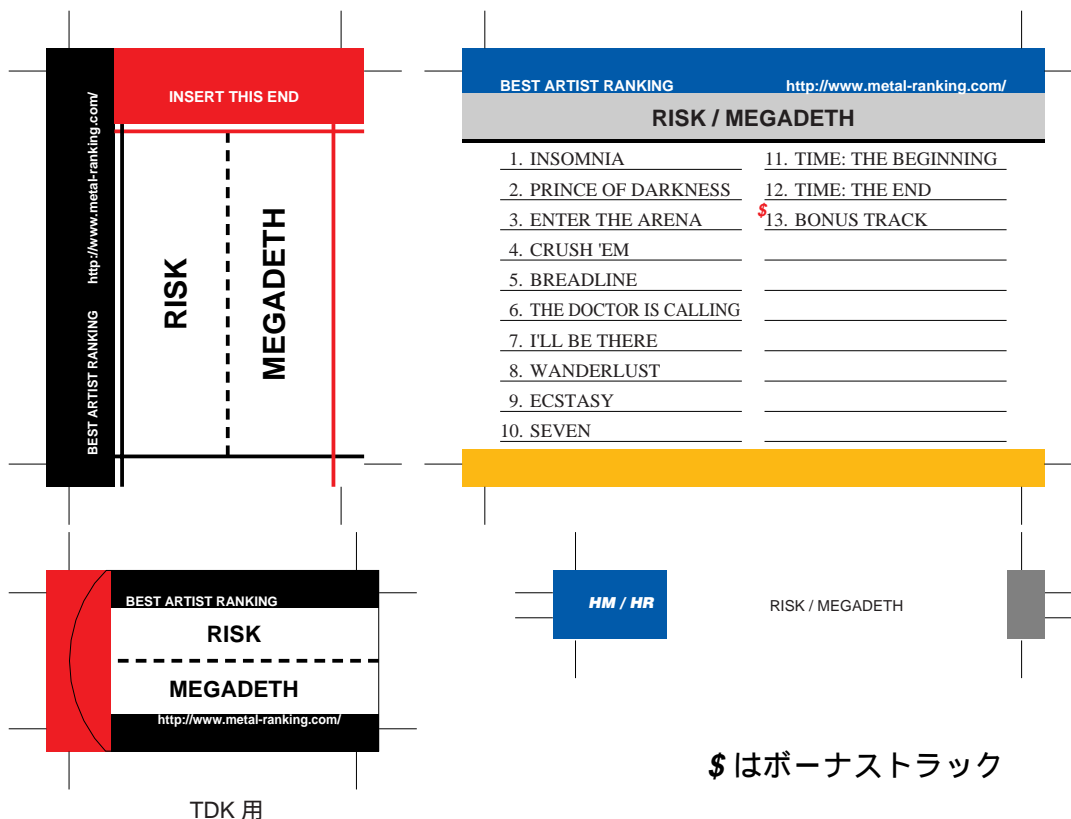 INSERT THIS END
BEST ARTIST RANKING http://www.metal-ranking.com/
RISK
MEGADETH
BEST ARTIST RANKING http://www.metal-ranking.com/
RISK / MEGADETH
1. INSOMNIA
2. PRINCE OF DARKNESS
3. ENTER THE ARENA
4. CRUSH 'EM
5. BREADLINE
6. THE DOCTOR IS CALLING
7. I'LL BE THERE
8. WANDERLUST
9. ECSTASY
10. SEVEN
11. TIME: THE BEGINNING
12. TIME: THE END
$13. BONUS TRACK
BEST ARTIST RANKING
RISK
MEGADETH
http://www.metal-ranking.com/
TDK 用
HM / HR
RISK / MEGADETH
$ はボーナストラック